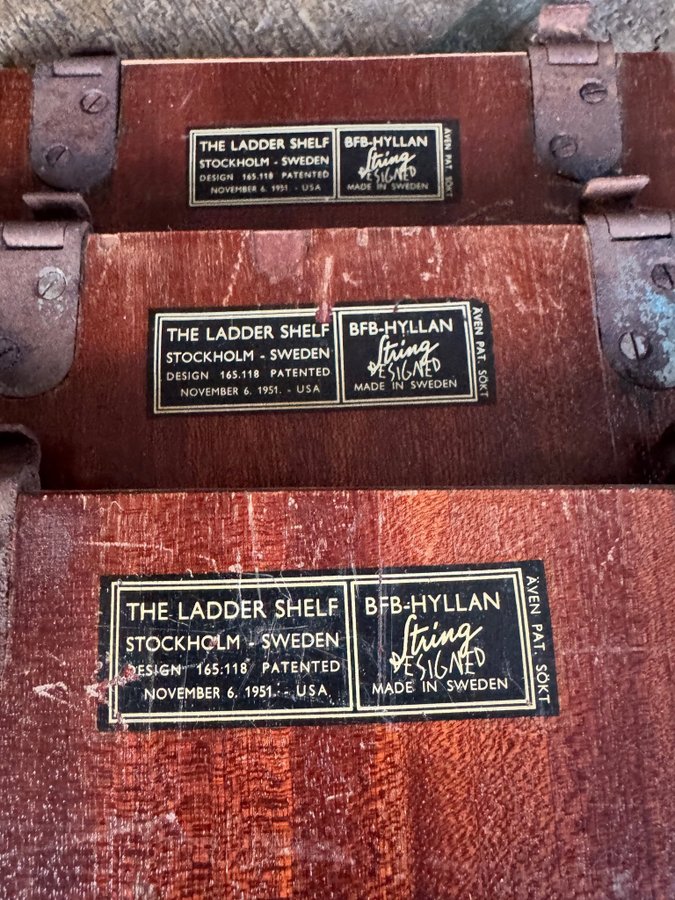 THE LADDER SHELF
STOCKHOLM - SWEDEN
DESIGN 165.118 PATENTED
NOVEMBER 6. 1951. - USA
BFB-HYLLAN
String
DESIGNED
MADE IN SWEDEN
ÄVEN PAT. SÖKT
THE LADDER SHELF
STOCKHOLM - SWEDEN
DESIGN 165.118 PATENTED
NOVEMBER 6. 1951. - USA
BFB-HYLLAN
String
DESIGNED
MADE IN SWEDEN
ÄVEN PAT. SÖKT
THE LADDER SHELF
STOCKHOLM - SWEDEN
DESIGN 165.118 PATENTED
NOVEMBER 6. 1951. - USA
BFB-HYLLAN
String
DESIGNED
MADE IN SWEDEN
ÄVEN PAT. SÖKT